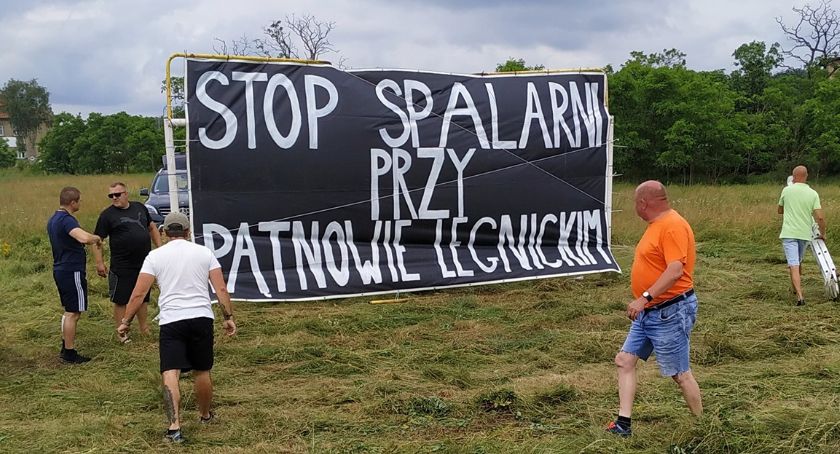 STOP SPALARNI
PRZY
PATNOWIE LEGNICKIM